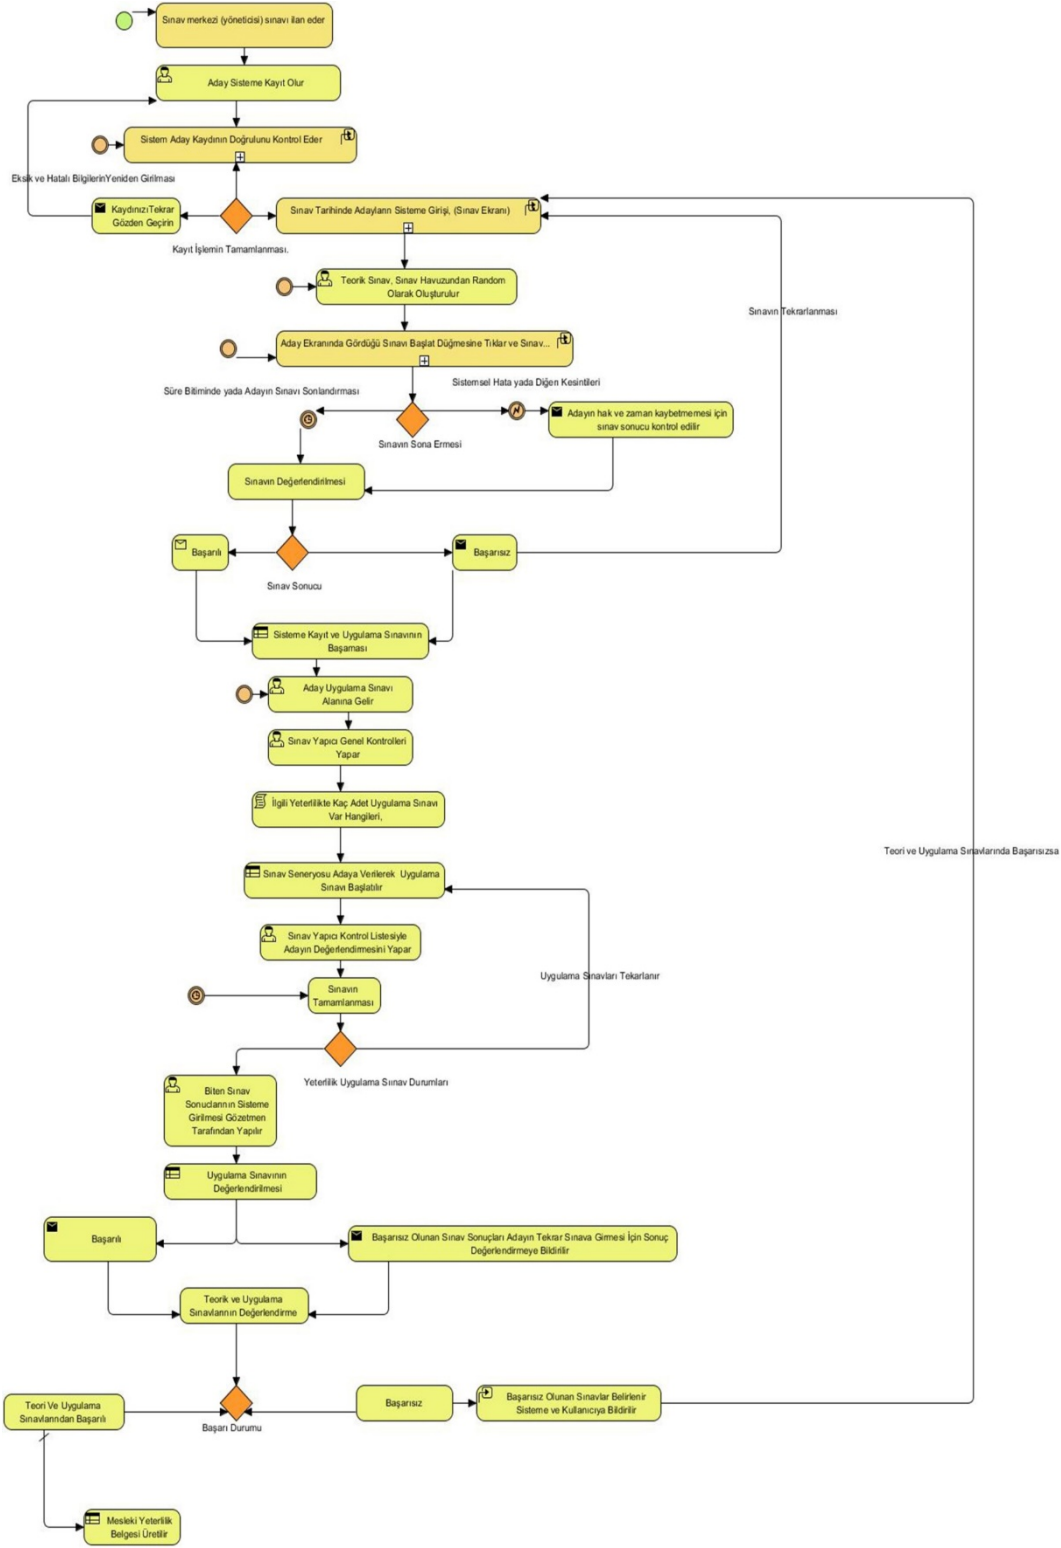 Sınav merkezi (yöneticisi) sınavı ilan eder
Aday Sisteme Kayıt Olur
Sistem Aday Kaydının Doğrulunu Kontrol Eder
Eksik ve Hatalı BilgilerinYeniden Girilması
KaydınızıTekrar
Gözden Geçirin
Sınav Tarihinde Adayların Sisteme Girişi, (Sınav Ekranı)
Kayıt İşlemin Tamamlanması.
Teorik Sınav, Sınav Havuzundan Random
Olarak Oluşturulur
Sınavın Tekrarlanması
Aday Ekranında Gördüğü Sınavı Başlat Düğmesine Tıklar ve Sınav...
Süre Bitiminde yada Adayın Sınavı Sonlandırması
Sistemsel Hata yada Diğen Kesintileri
Adayın hak ve zaman kaybetmemesi için
sınav sonucu kontrol edilir
Sınavın Sona Ermesi
Sınavın Değerlendirilmesi
Başarılı
Başarısız
Sınav Sonucu
Sisteme Kayıt ve Uygulama Sınavının
Başaması
Aday Uygulama Sınavı
Alanına Gelir
Sınav Yapıcı Genel Kontrolleri
Yapar
İlgili Yeterlilikte Kaç Adet Uygulama Sınavı
Var Hangileri,
Teori ve Uygulama Sınavlarında Başarısızsa
Sınav Seneryosu Adaya Verilerek Uygulama
Sınavı Başlatılır
Sınav Yapıcı Kontrol Listesiyle
Adayın Değerlendirmesini Yapar
Uygulama Sınavları Tekarlanır
Sınavın
Tamamlanması
Yeterlilik Uygulama Sıınav Durumları
Biten Sınav
Sonuclarının Sisteme
Girilmesi Gözetmen
Tarafından Yapılır
Uygulama Sınavının
Değerlendirilmesi
Başarılı
Başarısız Olunan Sınav Sonuçları Adayın Tekrar Sınava Girmesi İçin Sonuç
Değerlendirmeye Bildirilir
Teorik ve Uygulama
Sınavlarının Değerlendirme
Teori Ve Uygulama
Sınavlarından Başarılı
Başarısız
Başarısız Olunan Sınavlar Belirlenir
Sisteme ve Kullanıcıya Bildirilir
Başarı Durumu
Mesleki Yeterlilik
Belgesi Üretilir